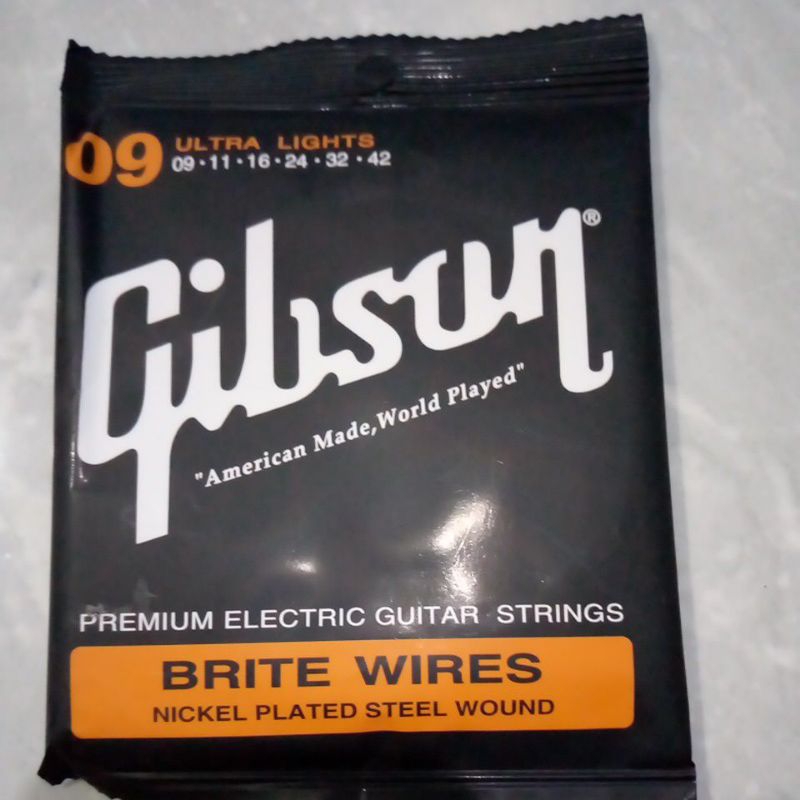 09 ULTRA LIGHTS
09·11·16·24·32·42
Gibson®
"American Made,World Played"
PREMIUM ELECTRIC GUITAR STRINGS
BRITE WIRES
NICKEL PLATED STEEL WOUND